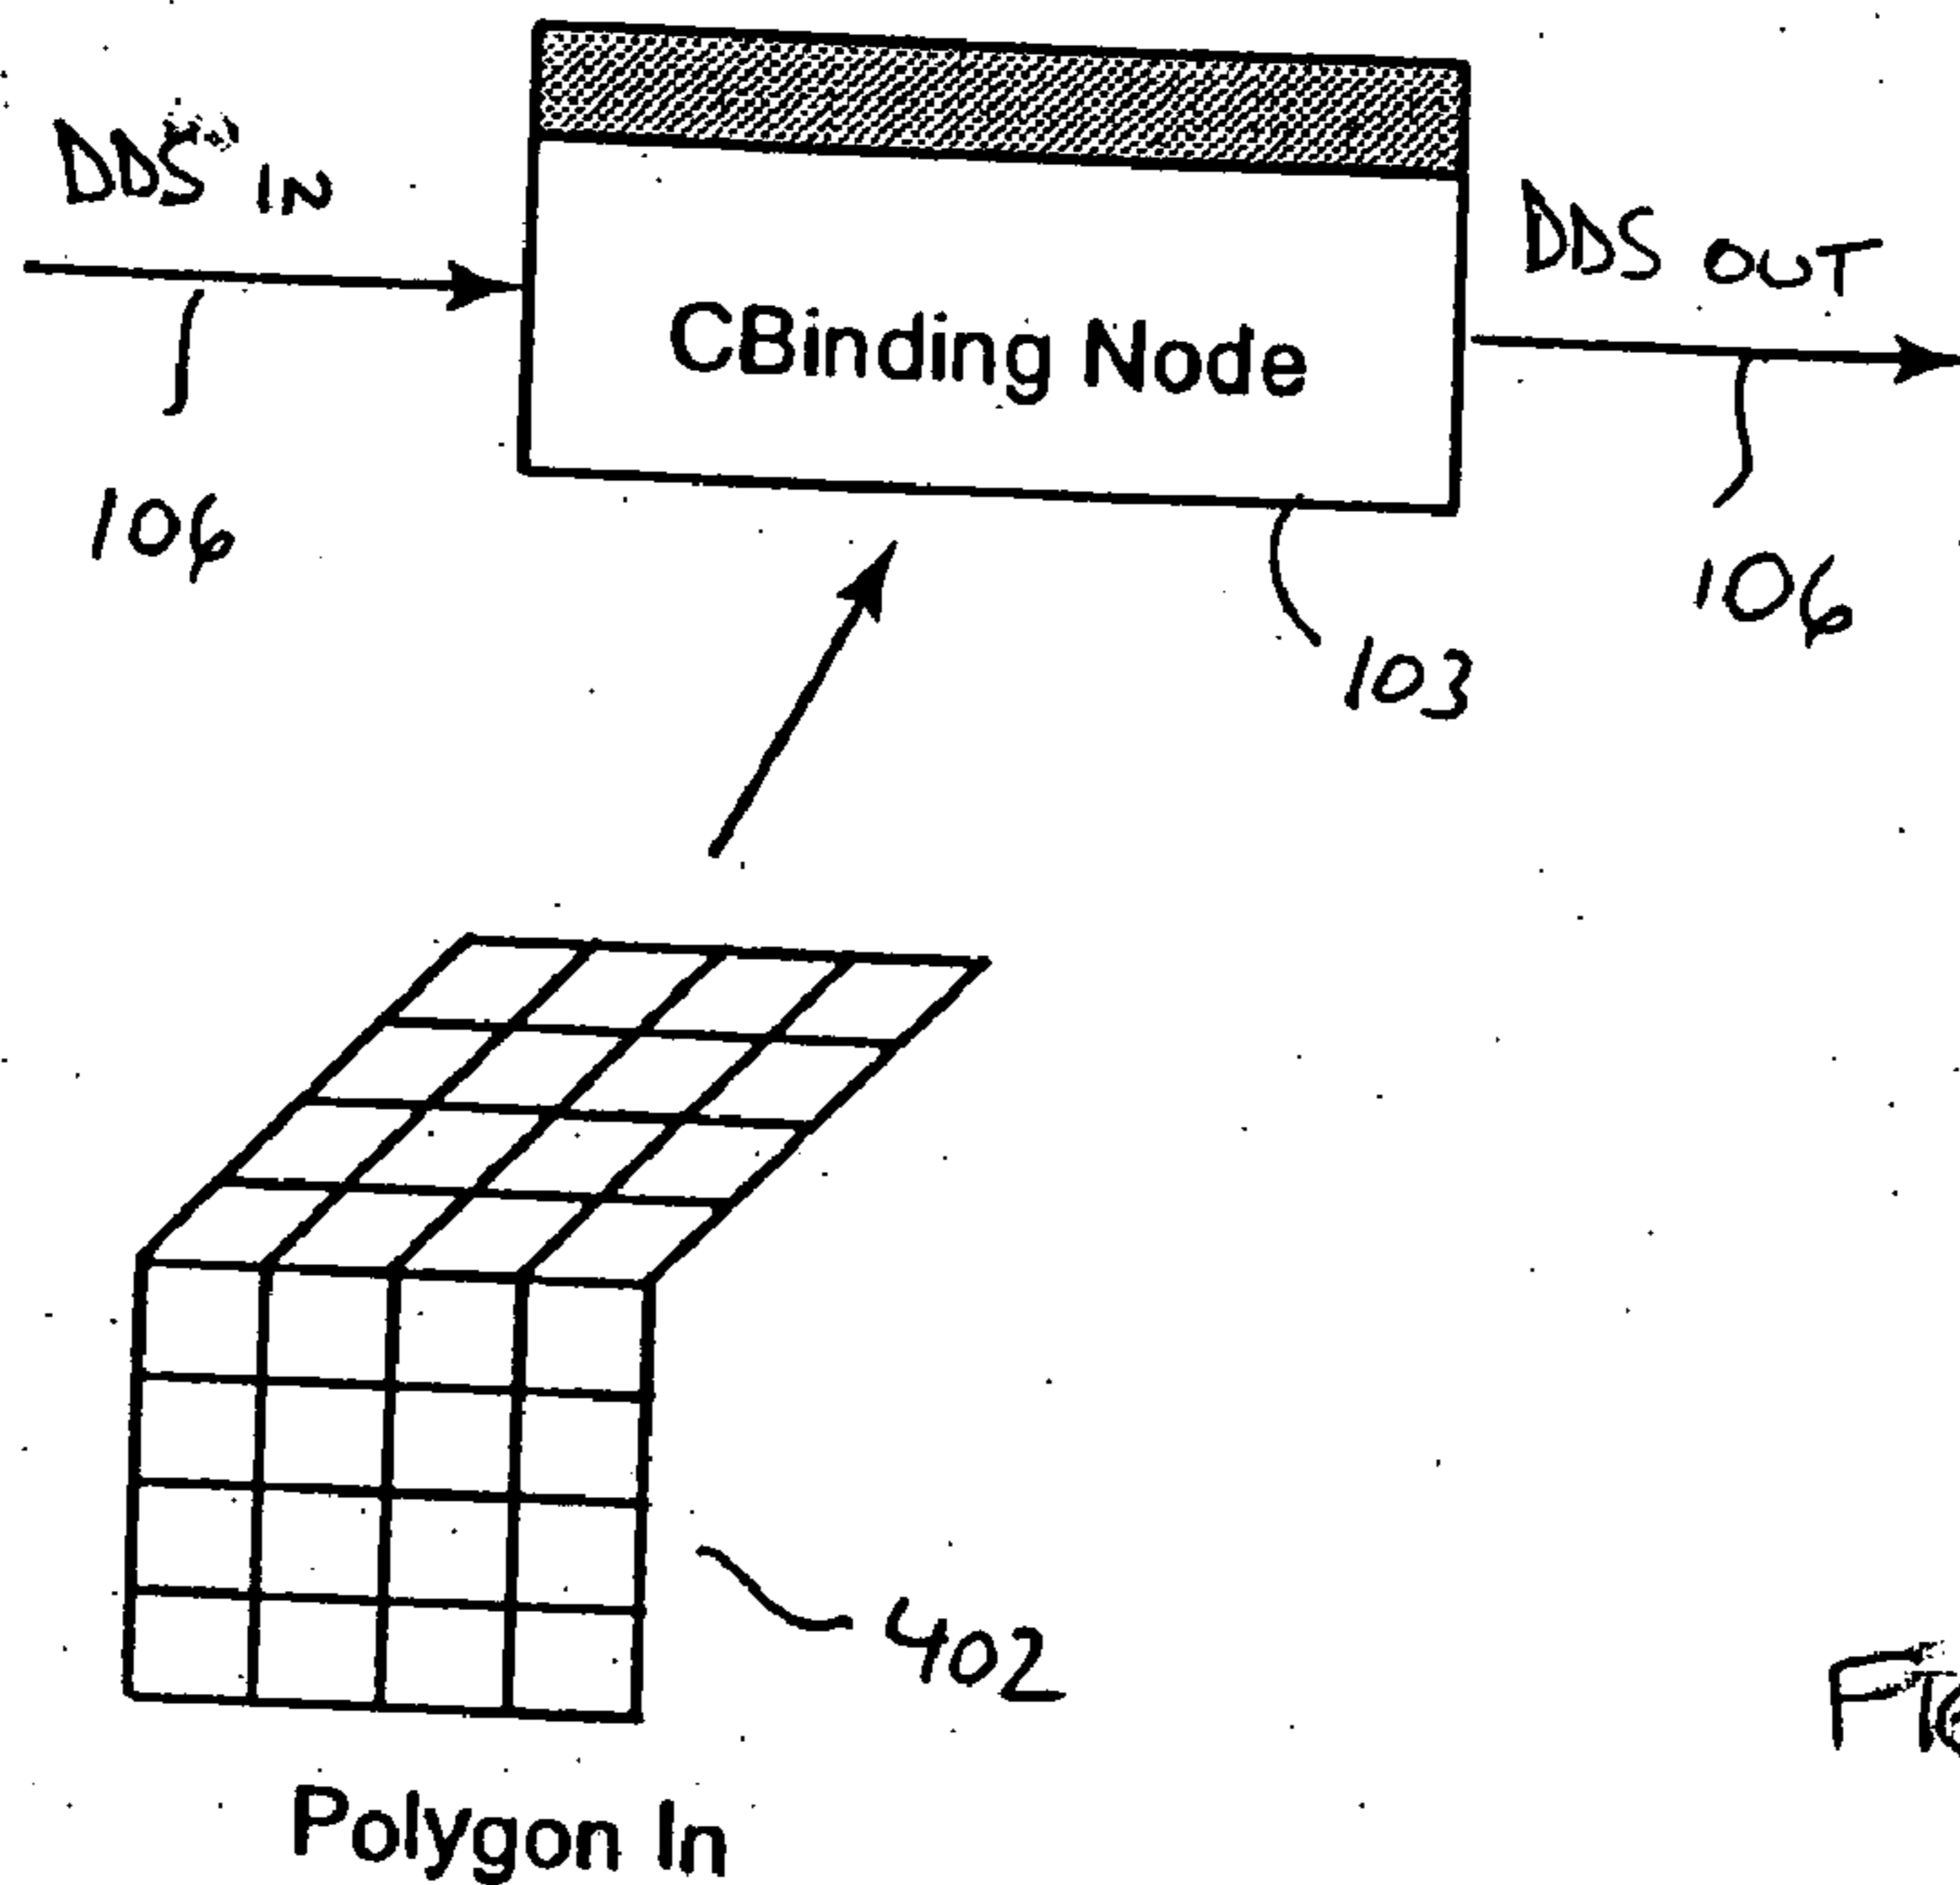 DDS IN
DDS OUT
CBinding Node
106
106
103
402
Polygon In